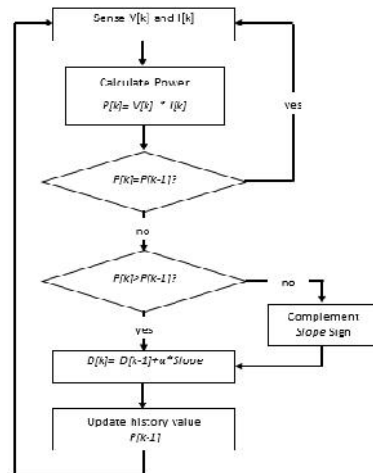 Sense V[k] and I[k]
Calculate Power
P[k]= V[k] * I[k]
yes
P[k]=P[k-1]?
no
P[k]>P[k-1]?
no
yes
Complement
Slope Sign
D[k]= D[k-1]+α*Slope
Update history value
P[k-1]